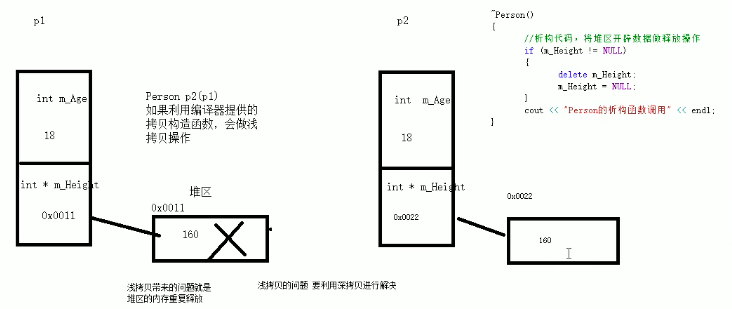 p1
int m_Age
18
int * m_Height
0x0011
Person p2(p1)
如果利用编译器提供的
拷贝构造函数，会做浅
拷贝操作
堆区
0x0011
160
浅拷贝带来的问题就是
堆区的内存重复释放
浅拷贝的问题 要利用深拷贝进行解决
p2
int m_Age
18
int * m_Height
0x0022
0x0022
160
~Person()
{
//析构代码，将堆区开辟数据做释放操作
if (m_Height != NULL)
{
delete m_Height;
m_Height = NULL;
}
cout << "Person的析构函数调用" << endl;
}